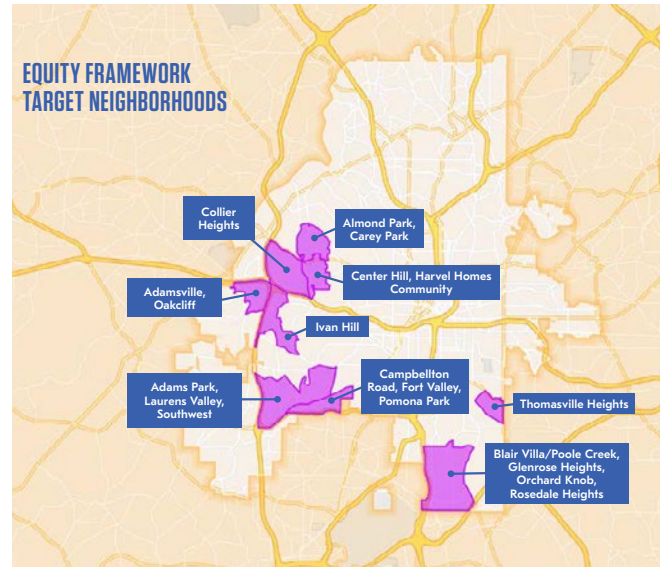 EQUITY FRAMEWORK
TARGET NEIGHBORHOODS
Collier
Heights
Almond Park,
Carey Park
Center Hill, Harvel Homes
Community
Adamsville,
Oakcliff
Ivan Hill
Adams Park,
Laurens Valley,
Southwest
Campbellton
Road, Fort Valley,
Pomona Park
Thomasville Heights
Blair Villa/Poole Creek,
Glenrose Heights,
Orchard Knob,
Rosedale Heights